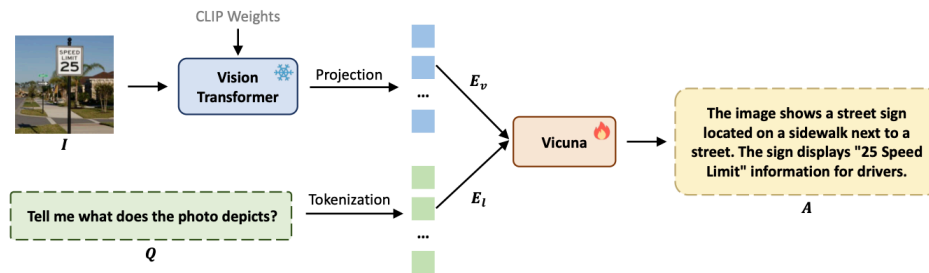 CLIP Weights
SPEED
LIMIT
25
Vision
Transformer
Projection
...
E_v
I
Vicuna
The image shows a street sign
located on a sidewalk next to a
street. The sign displays "25 Speed
Limit" information for drivers.
A
Tell me what does the photo depicts?
Q
Tokenization
...
E_l